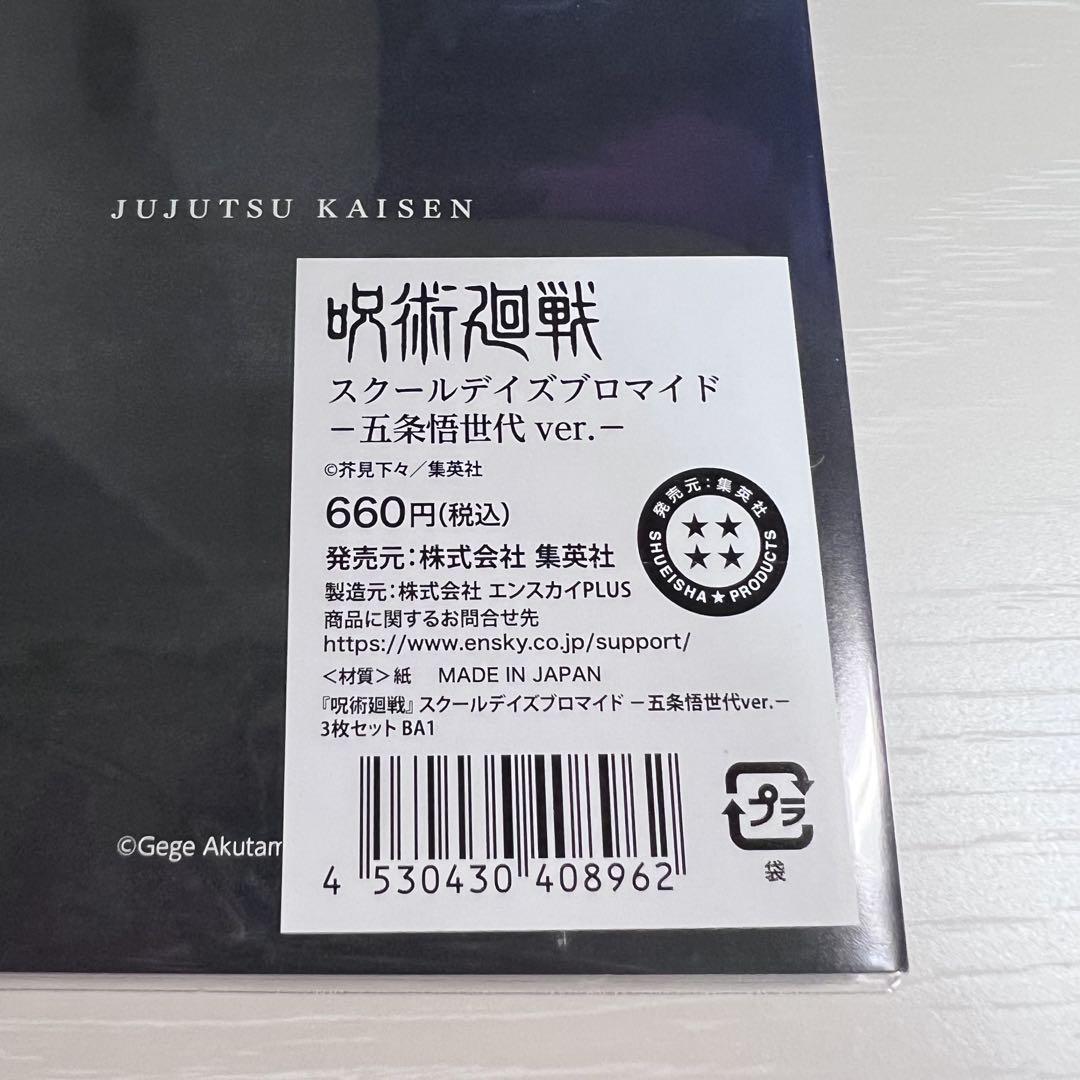 JUJUTSU KAISEN
呪術廻戦
スクールデイズブロマイド
－五条悟世代 ver.－
©芥見下々／集英社
660円(税込)
発売元：集英社
SHUEISHA★PRODUCTS
発売元：株式会社 集英社
製造元：株式会社 エンスカイPLUS
商品に関するお問合せ先
https://www.ensky.co.jp/support/
＜材質＞紙 MADE IN JAPAN
『呪術廻戦』スクールデイズブロマイド －五条悟世代ver.－
3枚セット BA1
プラ
袋
©Gege Akutam
4 530430 408962